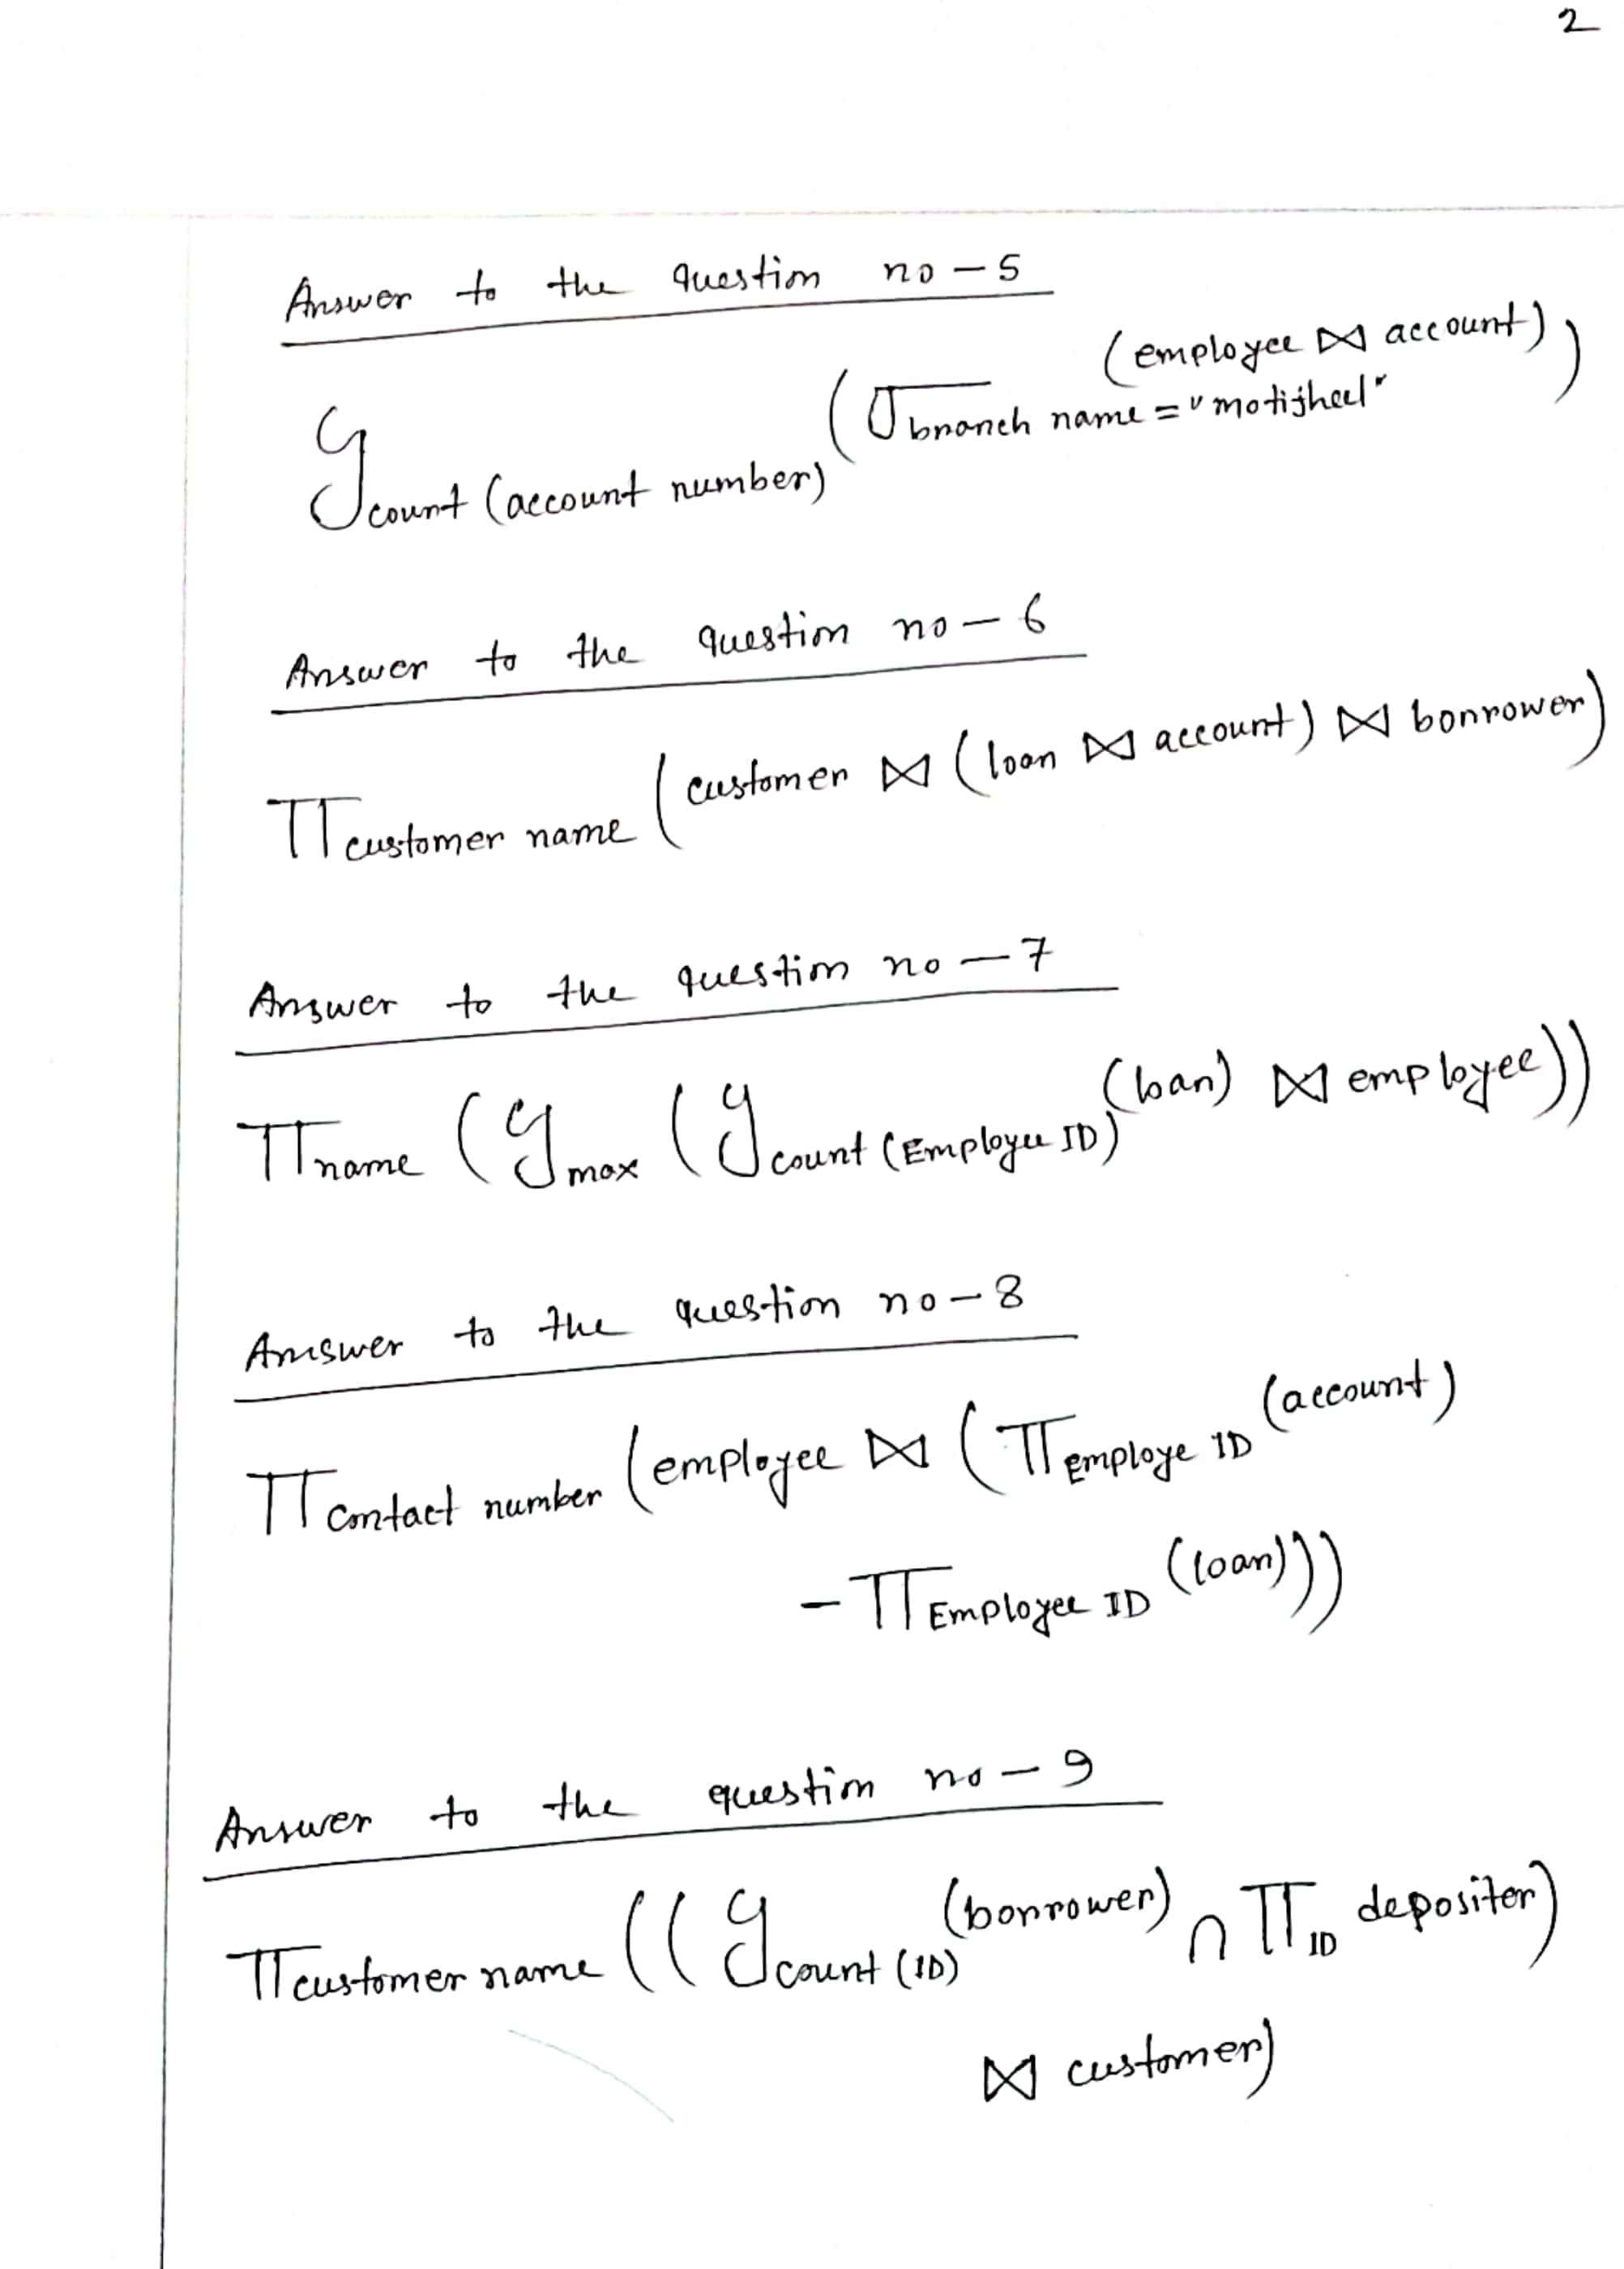 2
Answer to the question no - 5
𝒢 count (account number) (σ branch name = "motijheel" (employee ⋈ account))
Answer to the question no - 6
Π customer name (customer ⋈ (loan ⋈ account) ⋈ borrower)
Answer to the question no - 7
Π name (𝒢 max (𝒢 count (Employee ID) (loan) ⋈ employee))
Answer to the question no - 8
Π contact number (employee ⋈ (Π Employe ID (account)
- Π Employee ID (loan)))
Answer to the question no - 9
Π customer name ((𝒢 count (ID) (borrower) ∩ Π ID depositer)
⋈ customer)